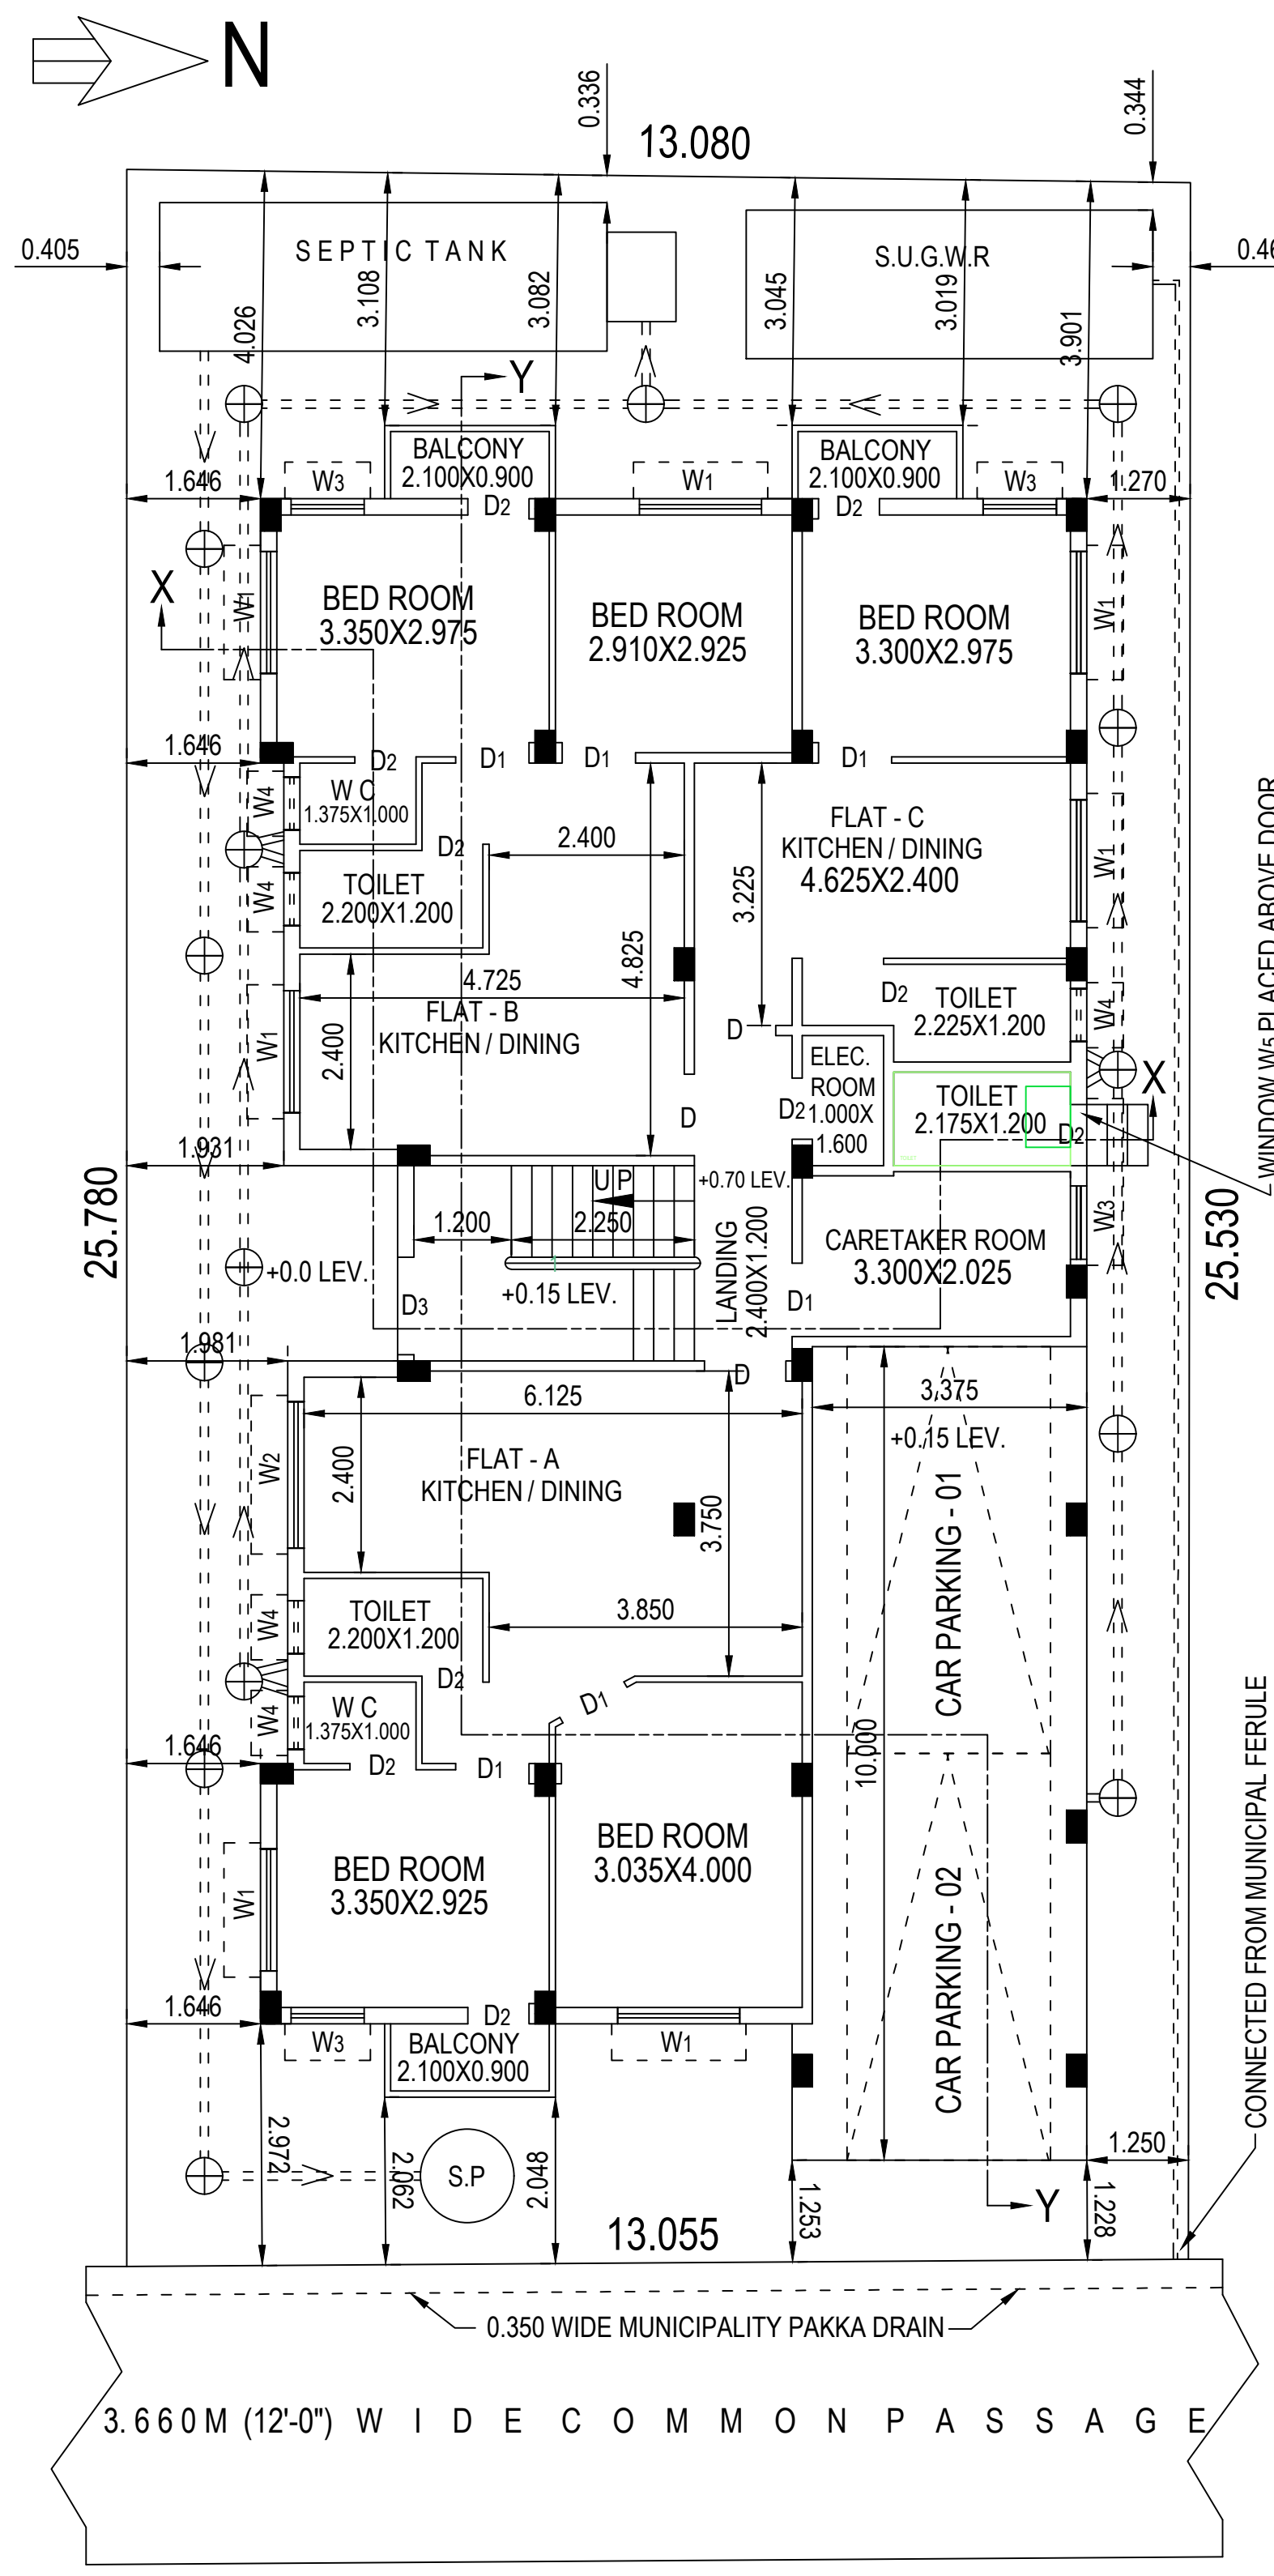 N
0.336
0.344
13.080
0.405
SEPTIC TANK
S.U.G.W.R
4.026
3.108
3.082
3.045
3.019
3.901
Y
BALCONY
2.100X0.900
BALCONY
2.100X0.900
W3
W1
W3
1.646
D2
D2
1.270
X
W1
BED ROOM
3.350X2.975
BED ROOM
2.910X2.925
BED ROOM
3.300X2.975
W1
1.646
D2
D1
D1
D1
W4
W C
1.375X1.000
D2
2.400
FLAT - C
KITCHEN / DINING
4.625X2.400
W1
W4
TOILET
2.200X1.200
3.225
4.825
WINDOW W5 PLACED ABOVE DOOR
4.725
FLAT - B
KITCHEN / DINING
2.400
W1
D2
TOILET
2.225X1.200
W4
D
ELEC.
ROOM
1.000X
1.600
D2
D
TOILET
2.175X1.200
D2
X
1.931
25.780
UP
+0.70 LEV.
1.200
2.250
LANDING
2.400X1.200
CARETAKER ROOM
3.300X2.025
W3
25.530
+0.0 LEV.
+0.15 LEV.
D3
D1
1.981
D
6.125
3.375
+0.15 LEV.
W2
2.400
FLAT - A
KITCHEN / DINING
3.750
CAR PARKING - 01
W4
TOILET
2.200X1.200
3.850
D2
W4
W C
1.375X1.000
D1
10.000
1.646
D2
D1
CONNECTED FROM MUNICIPAL FERULE
W1
BED ROOM
3.350X2.925
BED ROOM
3.035X4.000
CAR PARKING - 02
1.646
D2
W3
BALCONY
2.100X0.900
W1
2.972
2.062
S.P
2.048
1.253
1.250
1.228
Y
13.055
0.350 WIDE MUNICIPALITY PAKKA DRAIN
3.660M (12'-0") WIDE COMMON PASSAGE